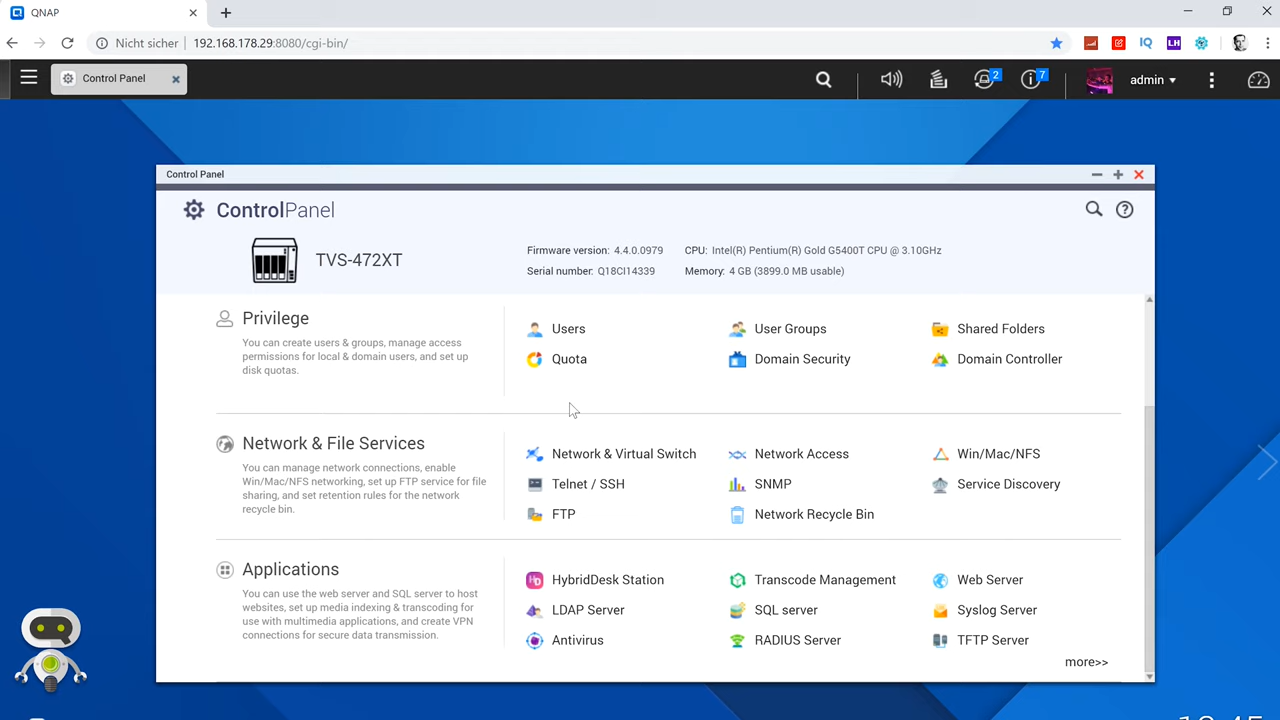 QNAP
Nicht sicher 192.168.178.29:8080/cgi-bin/
IQ LH
Control Panel
2 7 admin
Control Panel
ControlPanel
TVS-472XT
Firmware version: 4.4.0.0979 CPU: Intel(R) Pentium(R) Gold G5400T CPU @ 3.10GHz
Serial number: Q18CI14339 Memory: 4 GB (3899.0 MB usable)
Privilege
You can create users & groups, manage access
permissions for local & domain users, and set up
disk quotas.
Users User Groups Shared Folders
Quota Domain Security Domain Controller
Network & File Services
You can manage network connections, enable
Win/Mac/NFS networking, set up FTP service for file
sharing, and set retention rules for the network
recycle bin.
Network & Virtual Switch Network Access Win/Mac/NFS
Telnet / SSH SNMP Service Discovery
FTP Network Recycle Bin
Applications
You can use the web server and SQL server to host
websites, set up media indexing & transcoding for
use with multimedia applications, and create VPN
connections for secure data transmission.
HybridDesk Station Transcode Management Web Server
LDAP Server SQL server Syslog Server
Antivirus RADIUS Server TFTP Server
more>>